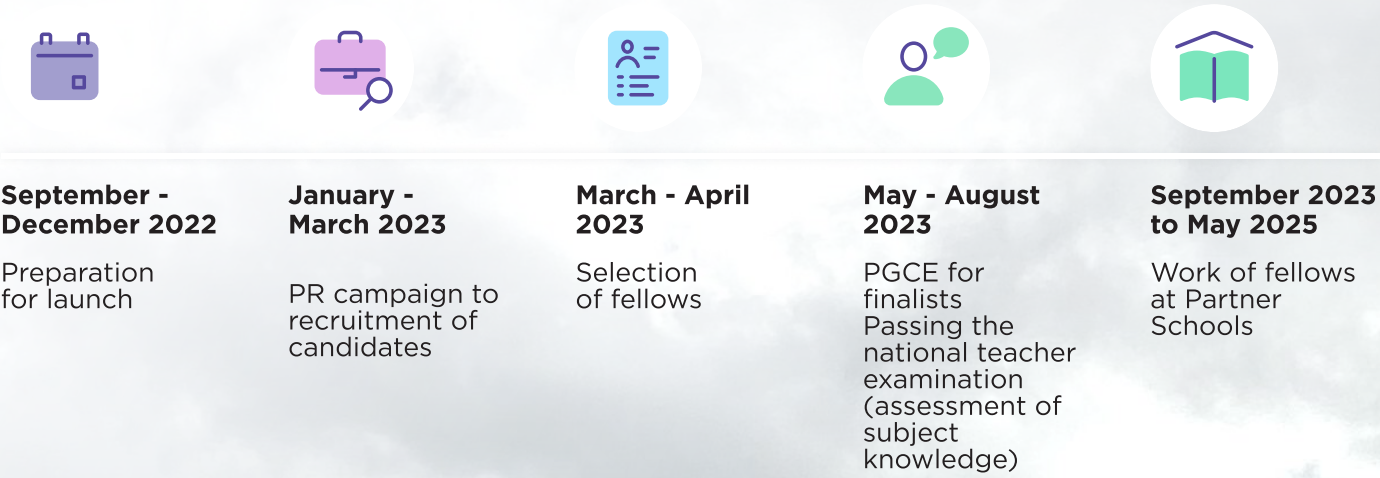 September -
December 2022
Preparation
for launch
January -
March 2023
PR campaign to
recruitment of
candidates
March - April
2023
Selection
of fellows
May - August
2023
PGCE for
finalists
Passing the
national teacher
examination
(assessment of
subject
knowledge)
September 2023
to May 2025
Work of fellows
at Partner
Schools